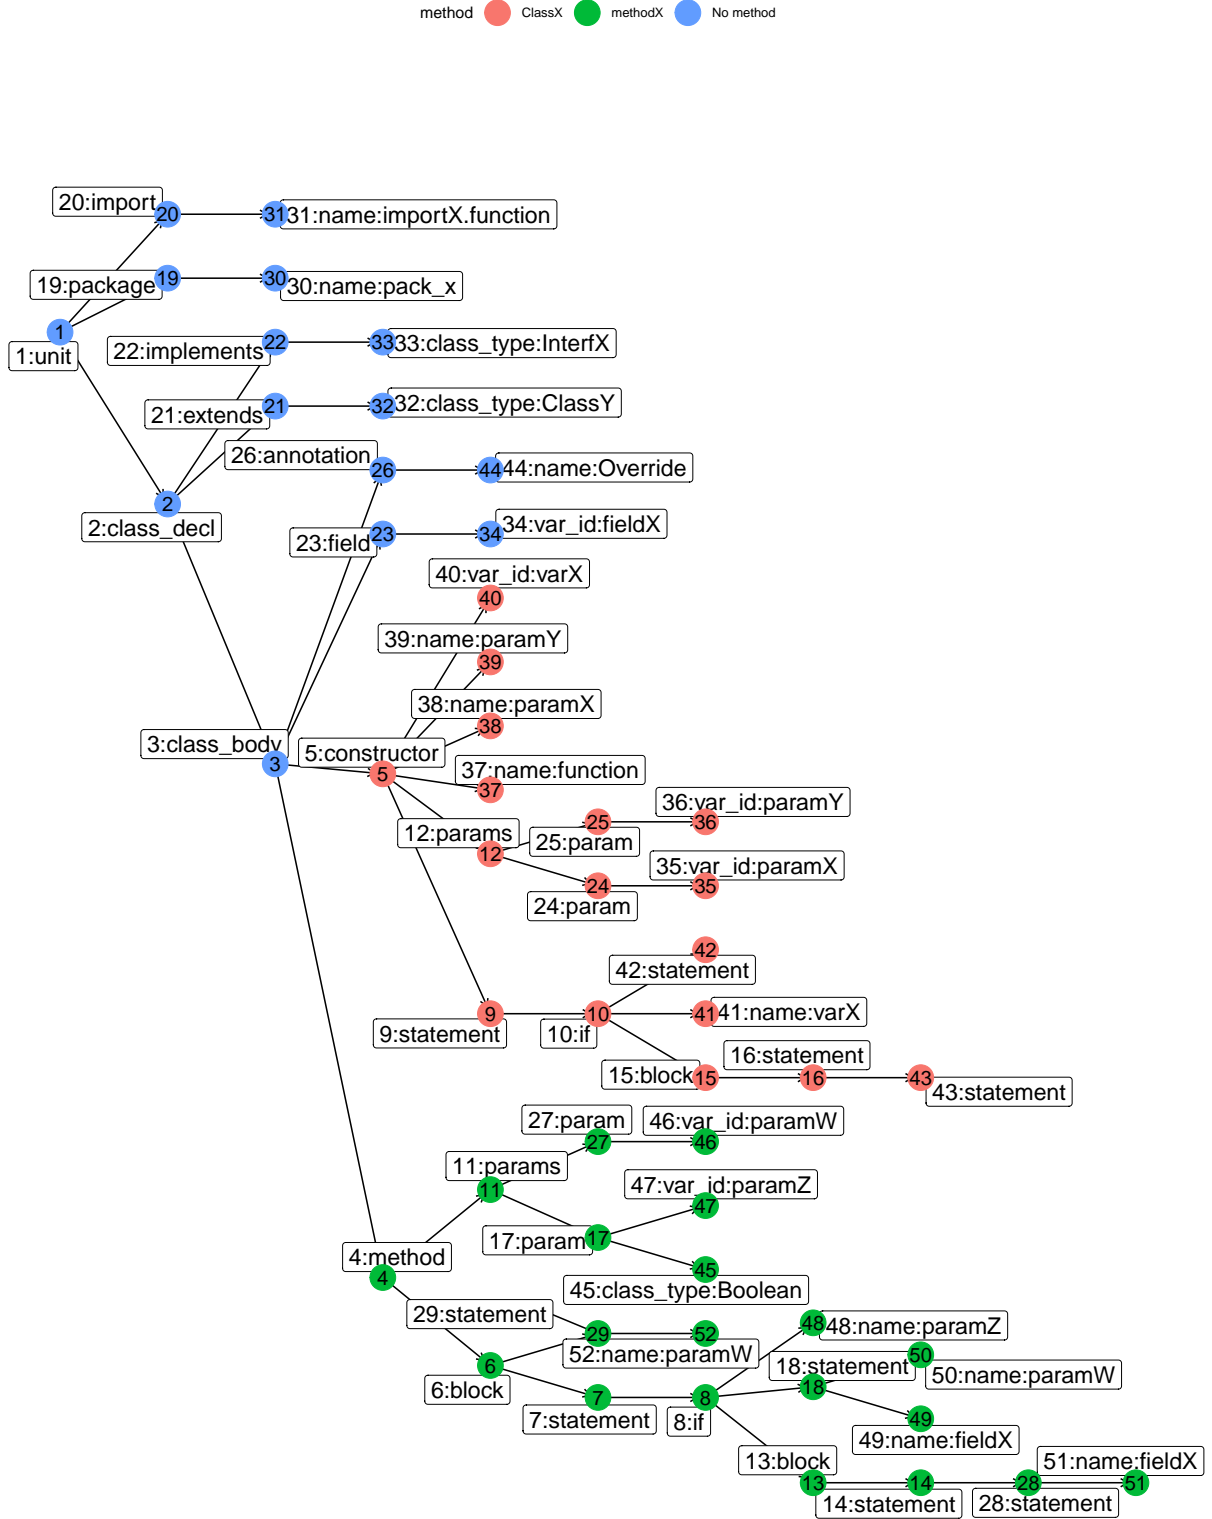 method ClassX methodX No method
20:import 20 31 31:name:importX.function
19:package 19 30 30:name:pack_x
1
1:unit
22:implements 22 33 33:class_type:InterfX
21:extends 21 32 32:class_type:ClassY
26:annotation 26 44 44:name:Override
2
2:class_decl
23:field 23 34 34:var_id:fieldX
40:var_id:varX
40
39:name:paramY
39
38:name:paramX
38
3:class_body
3
5:constructor
5
37:name:function
37
36:var_id:paramY
12:params
12
25
25:param
36
35:var_id:paramX
24
24:param
35
42
42:statement
9
9:statement
10
10:if
41 41:name:varX
16:statement
15:block 15 16 43
43:statement
27:param
27
46:var_id:paramW
46
11:params
11
47:var_id:paramZ
47
17:param 17
45
45:class_type:Boolean
4:method
4
29:statement
29 52
52:name:paramW
48 48:name:paramZ
6
6:block
18:statement
18
50
50:name:paramW
7
7:statement
8
8:if
49
49:name:fieldX
13:block
13 14
14:statement
28
28:statement
51:name:fieldX
51